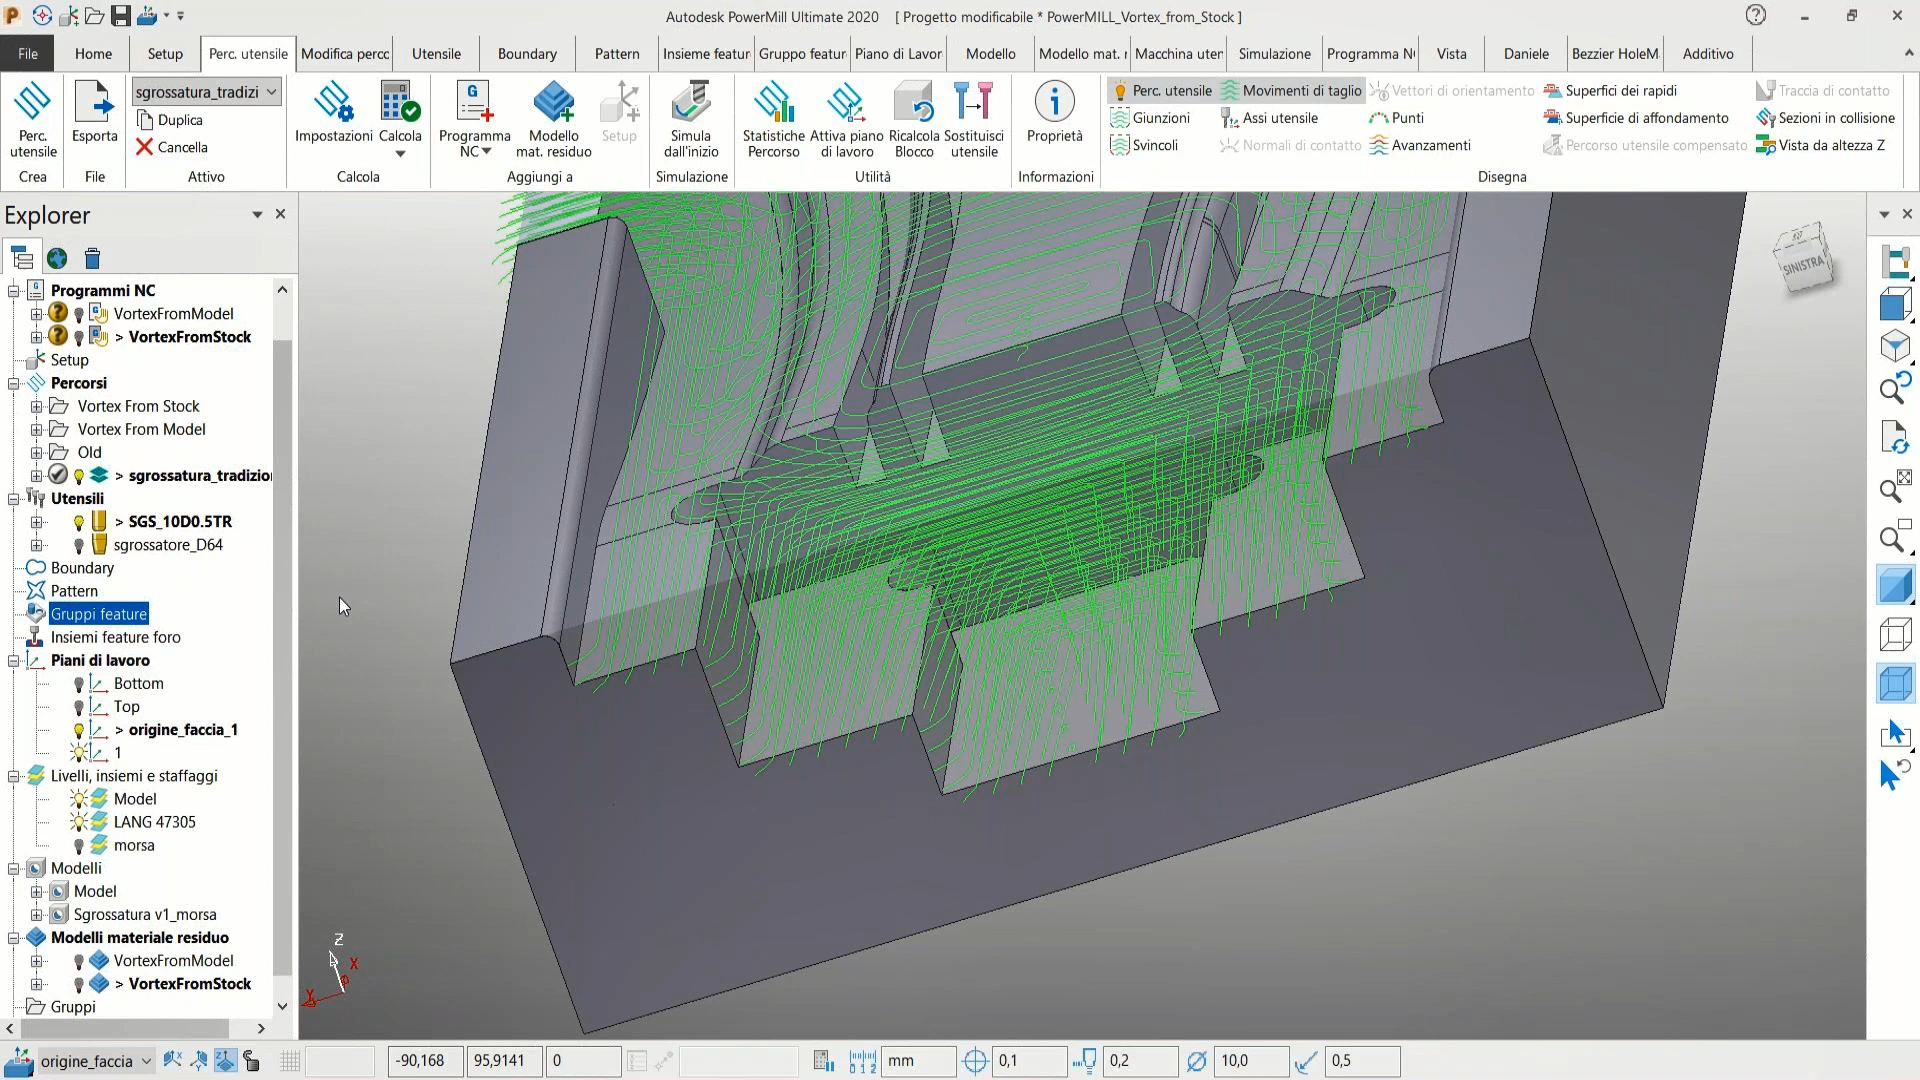 Autodesk PowerMill Ultimate 2020 [ Progetto modificabile * PowerMILL_Vortex_from_Stock ]
File Home Setup Perc. utensile Modifica perco Utensile Boundary Pattern Insieme featur Gruppo featur Piano di Lavor Modello Modello mat. r Macchina uten Simulazione Programma N Vista Daniele Bezzier HoleM Additivo
Perc. utensile
Crea
Esporta
File
sgrossatura_tradizi
Duplica
Cancella
Attivo
Impostazioni
Calcola
Calcola
Programma NC
Modello mat. residuo
Setup
Aggiungi a
Simula dall'inizio
Simulazione
Statistiche Percorso
Attiva piano di lavoro
Ricalcola Blocco
Sostituisci utensile
Utilità
Proprietà
Informazioni
Perc. utensile Movimenti di taglio Vettori di orientamento Superfici dei rapidi Traccia di contatto
Giunzioni Assi utensile Punti Superficie di affondamento Sezioni in collisione
Svincoli Normali di contatto Avanzamenti Percorso utensile compensato Vista da altezza Z
Disegna
Explorer
Programmi NC
VortexFromModel
> VortexFromStock
Setup
Percorsi
Vortex From Stock
Vortex From Model
Old
> sgrossatura_tradizio
Utensili
> SGS_10D0.5TR
sgrossatore_D64
Boundary
Pattern
Gruppi feature
Insiemi feature foro
Piani di lavoro
Bottom
Top
> origine_faccia_1
1
Livelli, insiemi e staffaggi
Model
LANG 47305
morsa
Modelli
Model
Sgrossatura v1_morsa
Modelli materiale residuo
VortexFromModel
> VortexFromStock
Gruppi
SINISTRA
Z
X
Y
origine_faccia -90,168 95,9141 0 mm 0,1 0,2 10,0 0,5